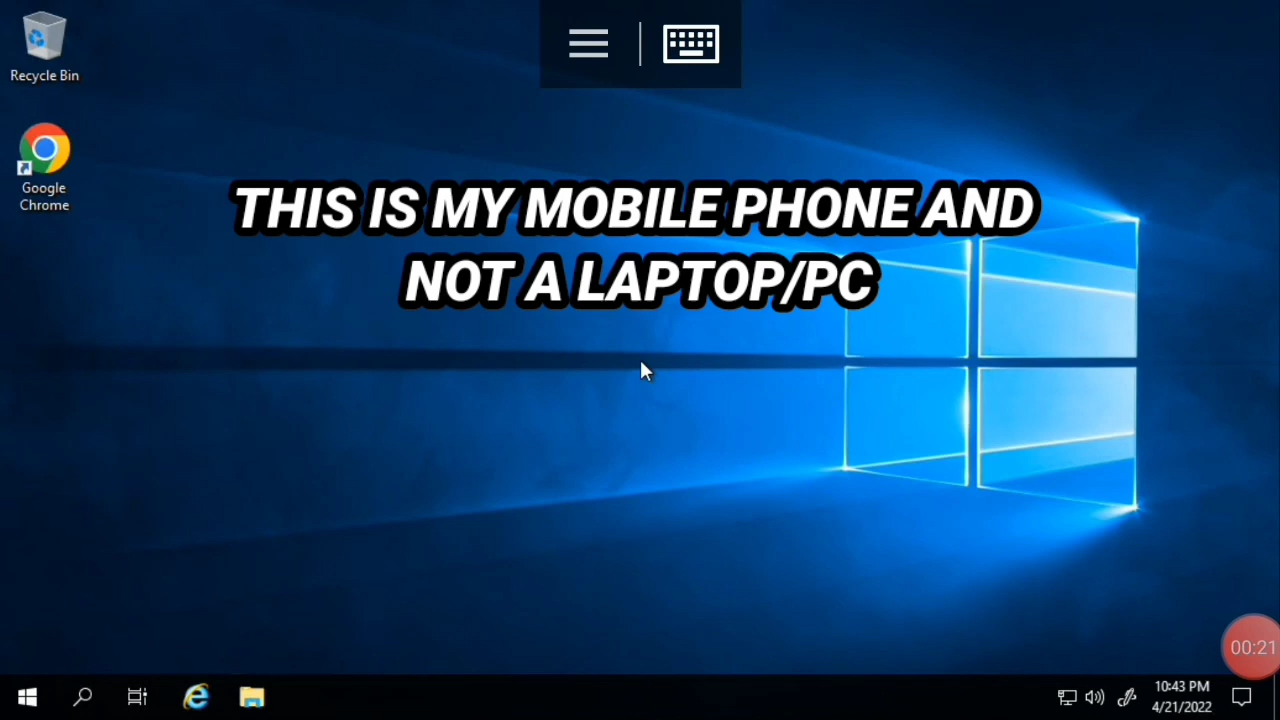 Recycle Bin
Google
Chrome
THIS IS MY MOBILE PHONE AND
NOT A LAPTOP/PC
00:21
10:43 PM
4/21/2022